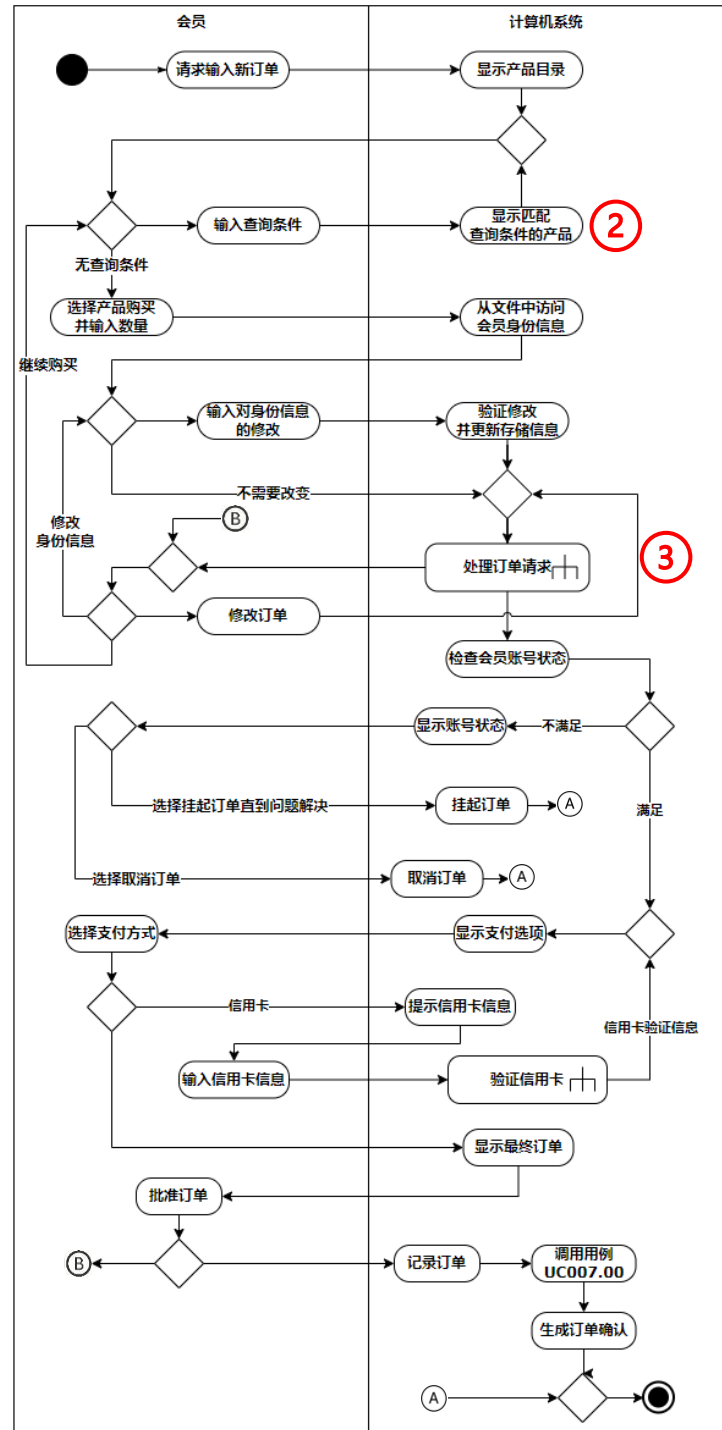 会员
计算机系统
请求输入新订单
显示产品目录
输入查询条件
显示匹配
查询条件的产品
②
无查询条件
选择产品购买
并输入数量
从文件中访问
会员身份信息
继续购买
输入对身份信息
的修改
验证修改
并更新存储信息
不需要改变
修改
身份信息
B
处理订单请求
③
修改订单
检查会员账号状态
显示账号状态
不满足
选择挂起订单直到问题解决
挂起订单
A
满足
选择取消订单
取消订单
A
选择支付方式
显示支付选项
信用卡
提示信用卡信息
信用卡验证信息
输入信用卡信息
验证信用卡
显示最终订单
批准订单
B
记录订单
调用用例
UC007.00
生成订单确认
A